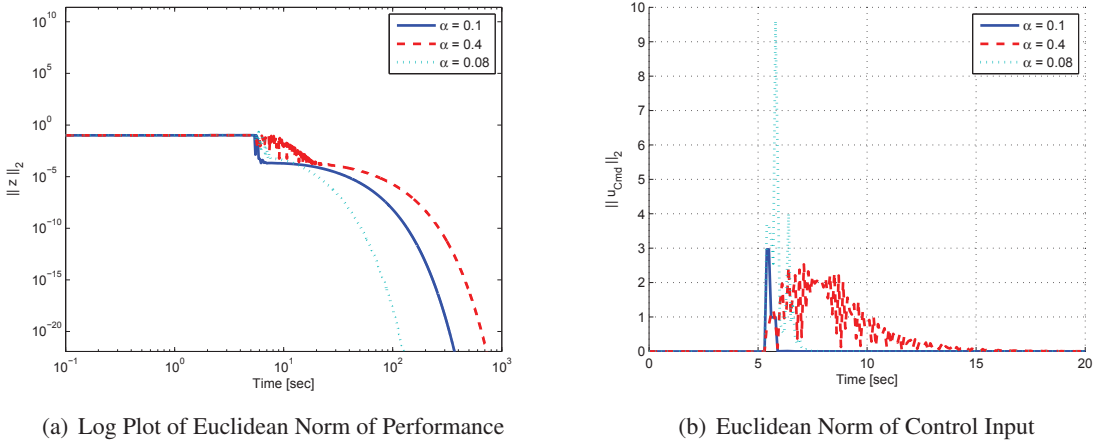 10^10
10^5
10^0
10^-5
10^-10
10^-15
10^-20
|| z ||_2
α = 0.1
α = 0.4
α = 0.08
10^-1
10^0
10^1
10^2
10^3
Time [sec]
(a) Log Plot of Euclidean Norm of Performance
10
9
8
7
6
5
4
3
2
1
0
|| u_Cmd ||_2
α = 0.1
α = 0.4
α = 0.08
0
5
10
15
20
Time [sec]
(b) Euclidean Norm of Control Input